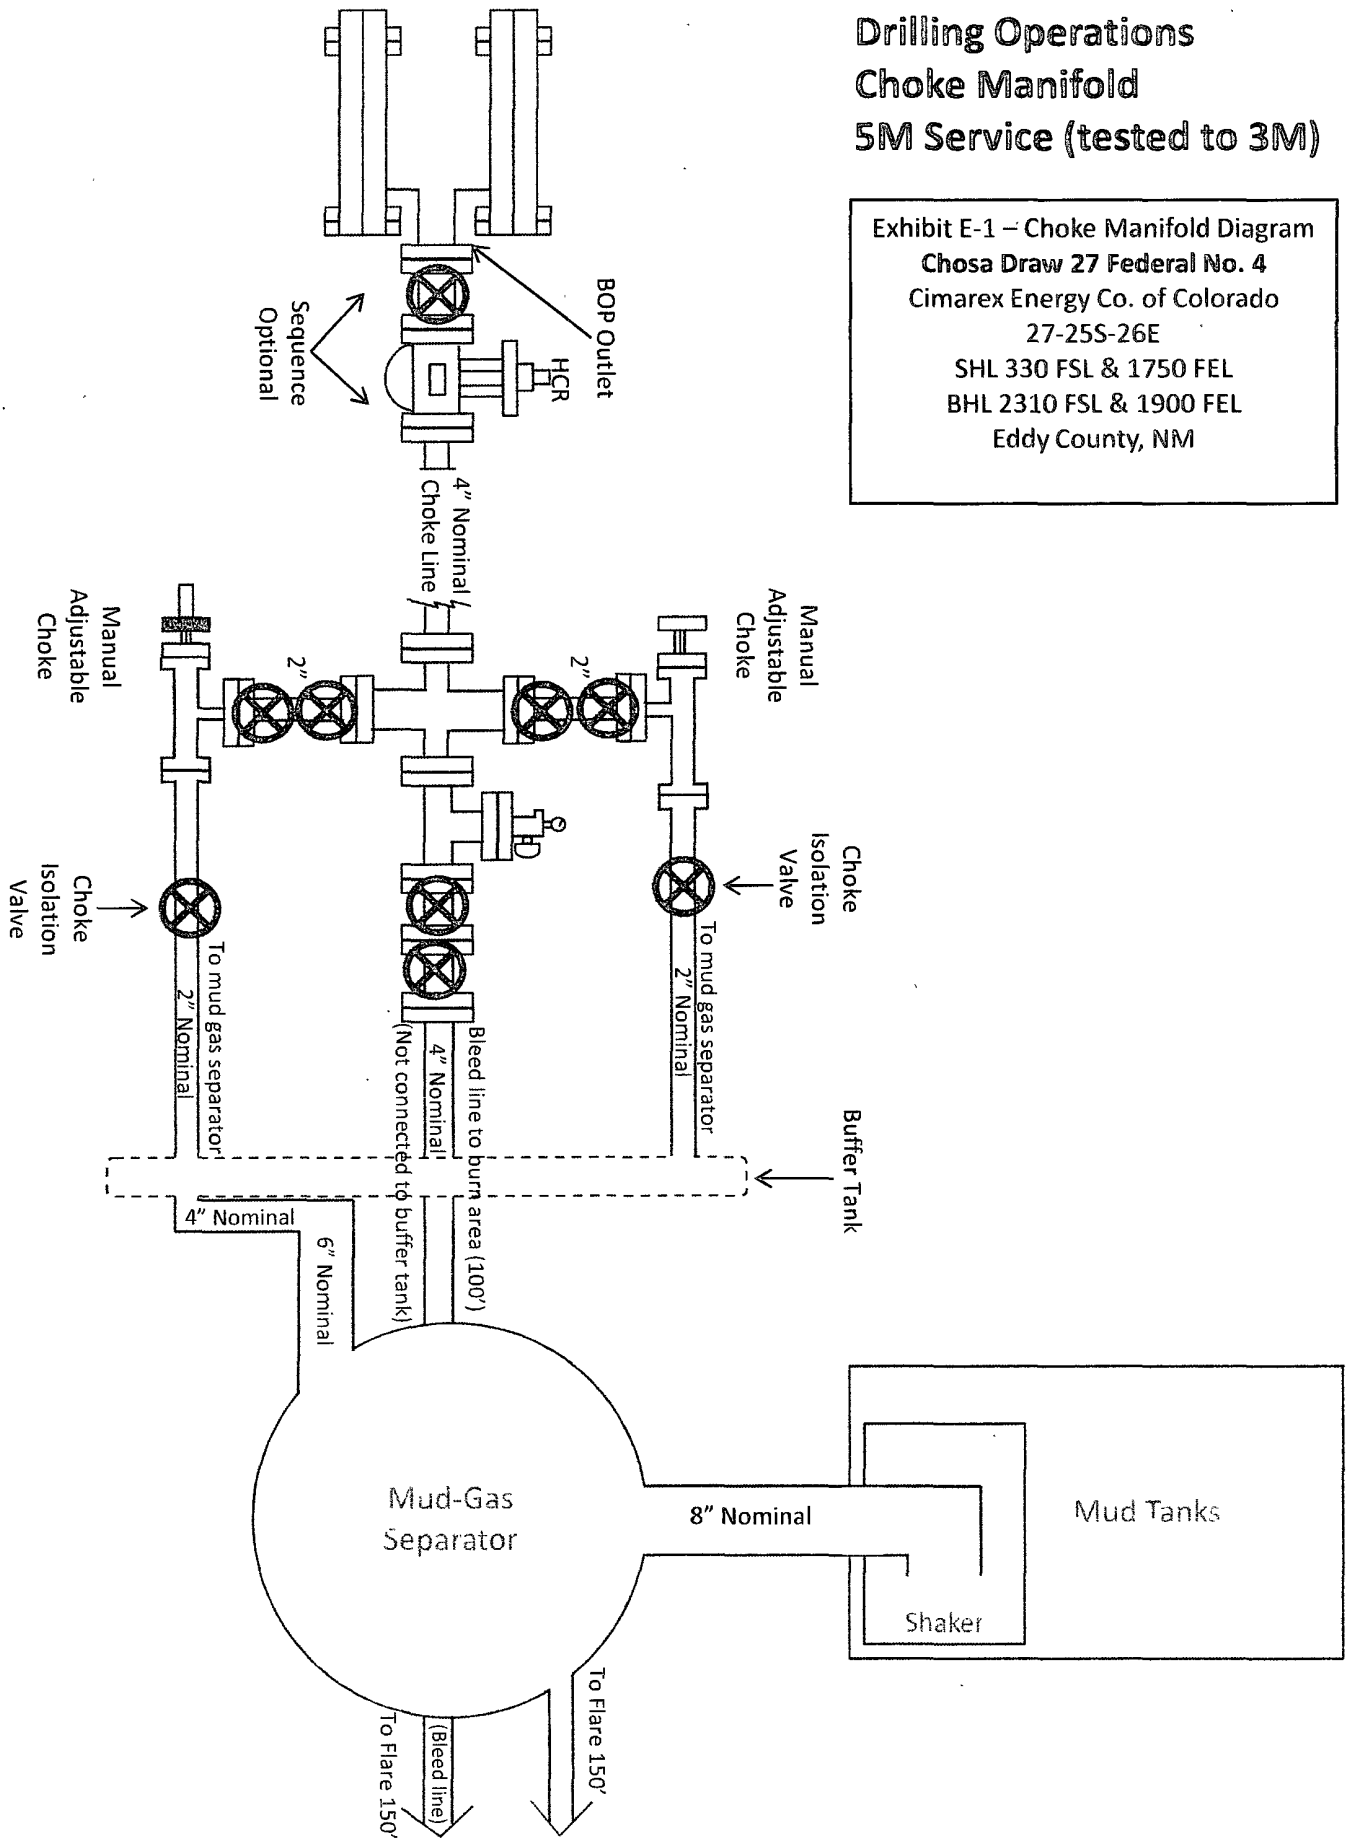 Drilling Operations
Choke Manifold
5M Service (tested to 3M)
Exhibit E-1 – Choke Manifold Diagram
Chosa Draw 27 Federal No. 4
Cimarex Energy Co. of Colorado
27-25S-26E
SHL 330 FSL & 1750 FEL
BHL 2310 FSL & 1900 FEL
Eddy County, NM
BOP Outlet
HCR
Sequence
Optional
4" Nominal
Choke Line
Manual
Adjustable
Choke
2"
2"
Manual
Adjustable
Choke
Choke
Isolation
Valve
Choke
Isolation
Valve
To mud gas separator
2" Nominal
To mud gas separator
2" Nominal
Bleed line to burn area (100')
4" Nominal
(Not connected to buffer tank)
Buffer Tank
4" Nominal
6" Nominal
Mud-Gas
Separator
8" Nominal
Mud Tanks
Shaker
To Flare 150'
(Bleed line)
To Flare 150'